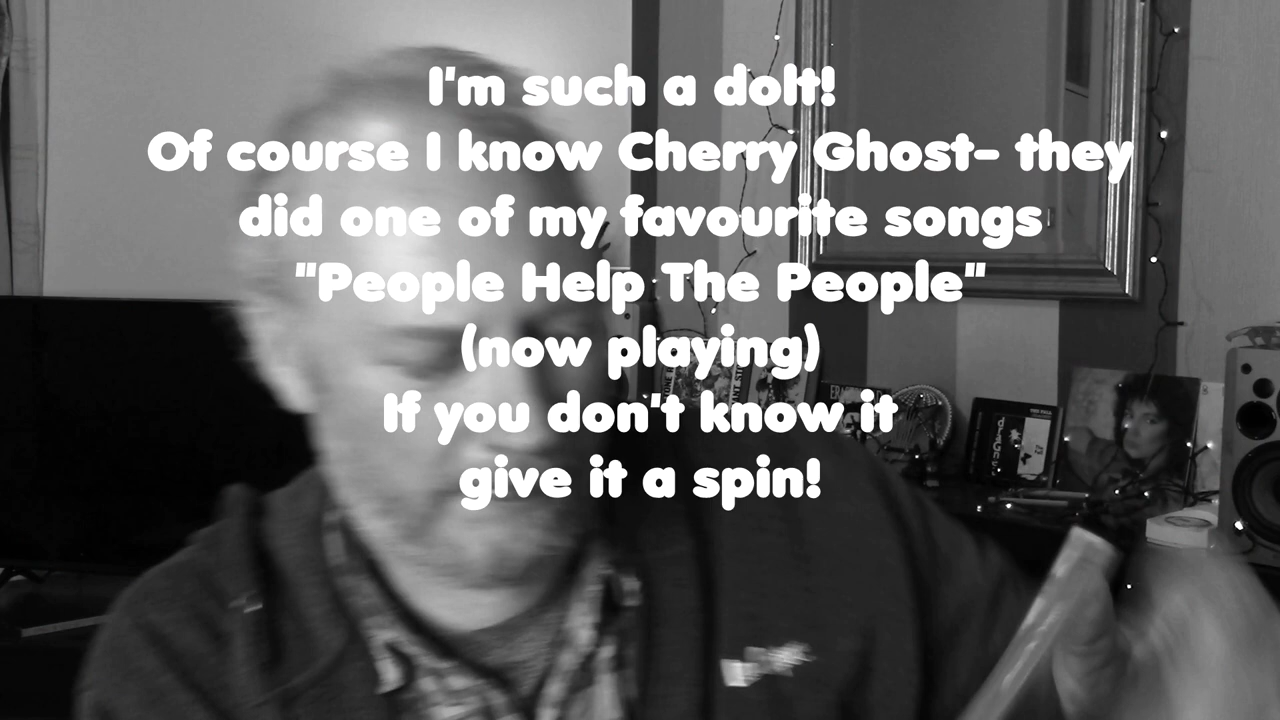 I'm such a dolt!
Of course I know Cherry Ghost- they
did one of my favourite songs
"People Help The People"
(now playing)
If you don't know it
give it a spin!